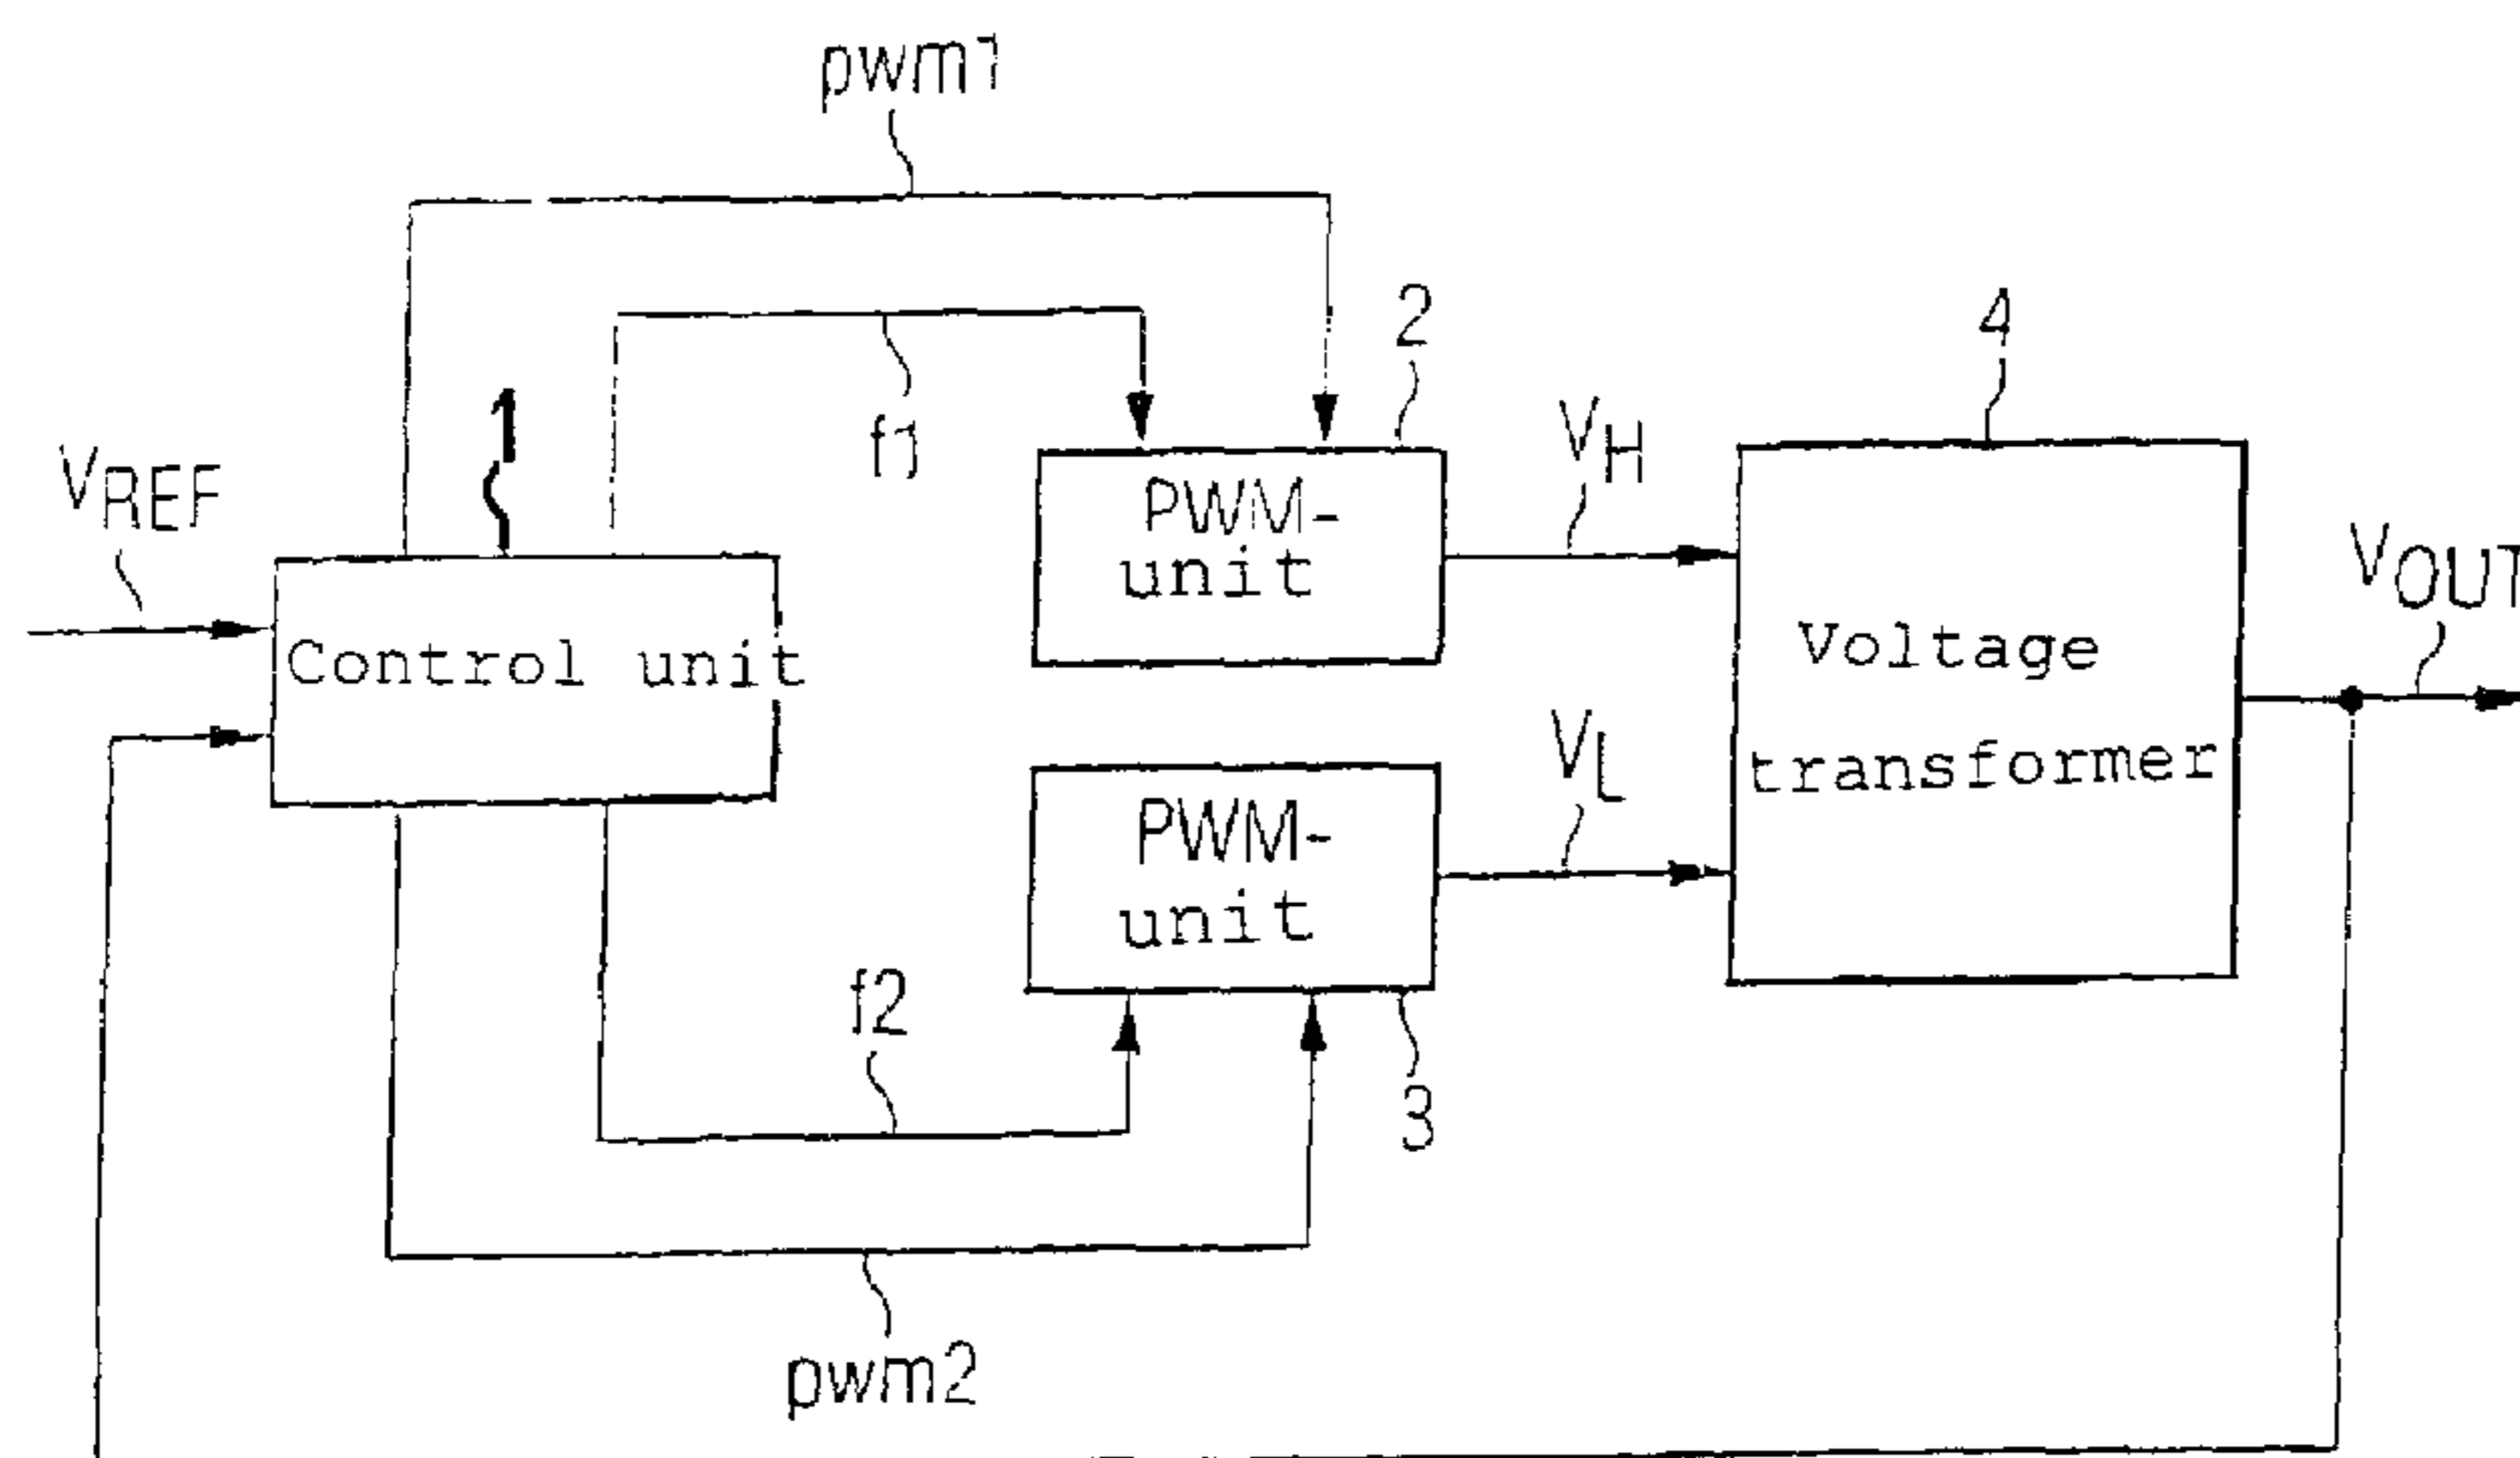 pwm1
f1
2
4
1
VREF
VH
PWM-
unit
VOUT
Control unit
Voltage
transformer
VL
PWM-
unit
f2
3
pwm2